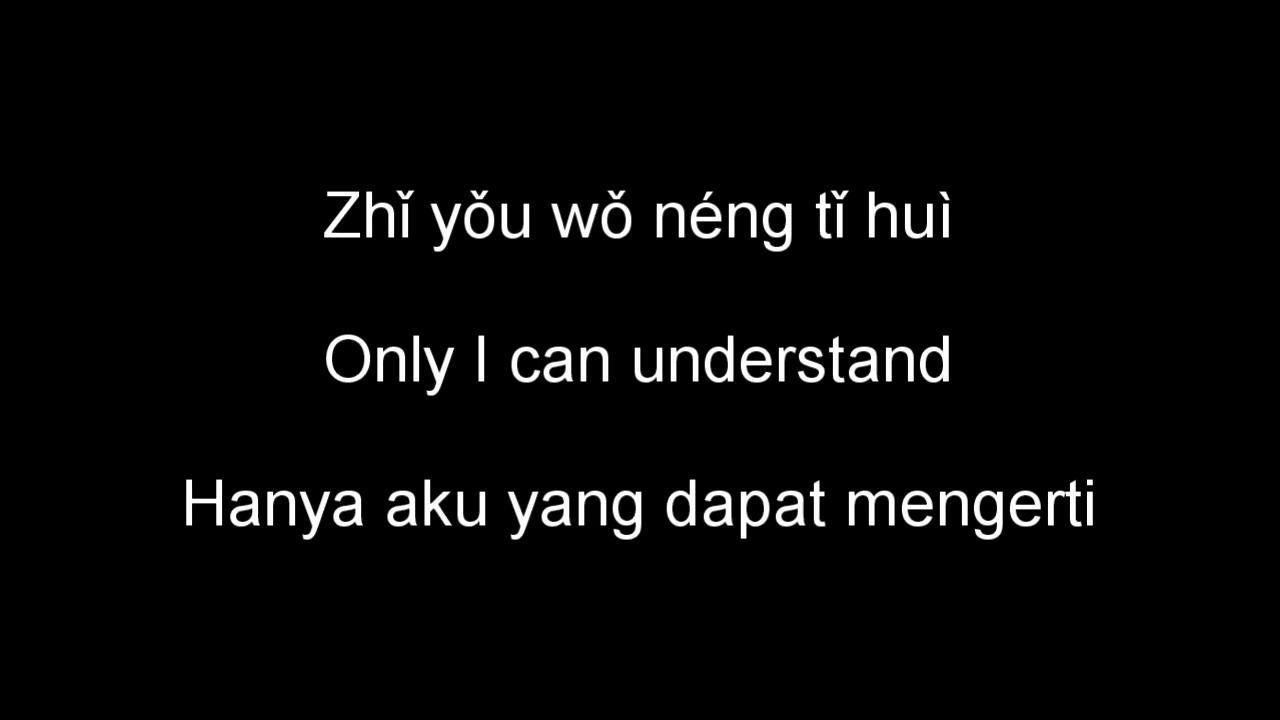 Zhǐ yǒu wǒ néng tǐ huì
Only I can understand
Hanya aku yang dapat mengerti